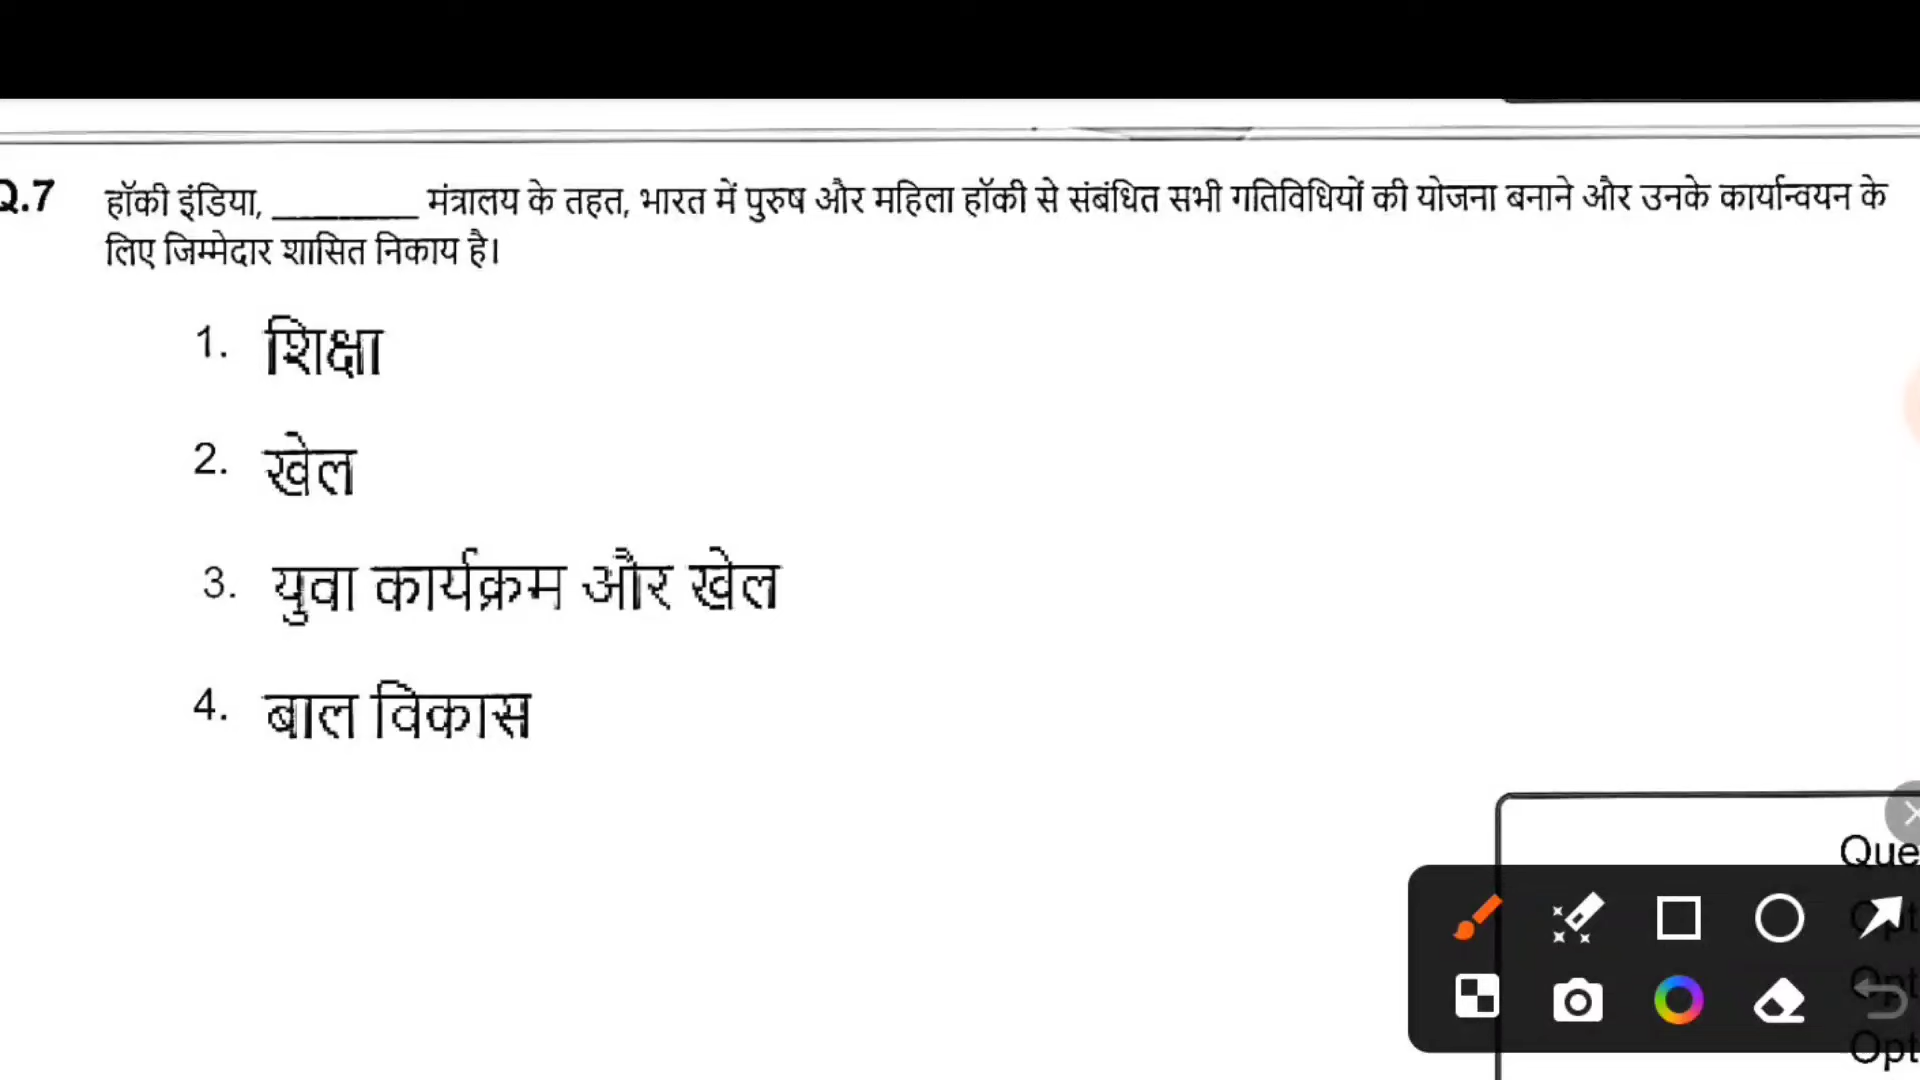 Q.7 हॉकी इंडिया, ________ मंत्रालय के तहत, भारत में पुरुष और महिला हॉकी से संबंधित सभी गतिविधियों की योजना बनाने और उनके कार्यान्वयन के
लिए जिम्मेदार शासित निकाय है।
1. शिक्षा
2. खेल
3. युवा कार्यक्रम और खेल
4. बाल विकास
Que
Opt